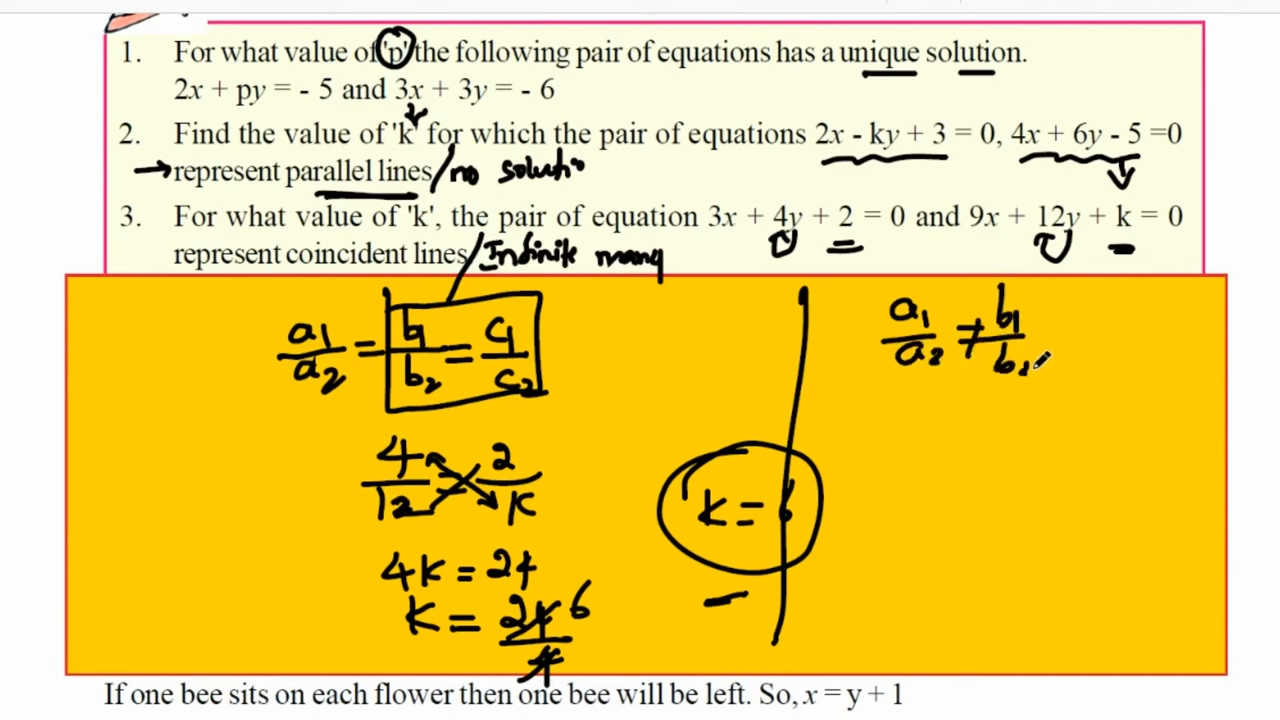 1. For what value of 'p' the following pair of equations has a unique solution.
2x + py = - 5 and 3x + 3y = - 6
2. Find the value of 'k' for which the pair of equations 2x - ky + 3 = 0, 4x + 6y - 5 =0
represent parallel lines / no solutio
3. For what value of 'k', the pair of equation 3x + 4y + 2 = 0 and 9x + 12y + k = 0
represent coincident lines / Infinite many
a1/a2 = b1/b2 = c1/c2
a1/a2 ≠ b1/b2
4/12 = 2/k
k = 6
4k = 24
k = 24/4 6
If one bee sits on each flower then one bee will be left. So, x = y + 1